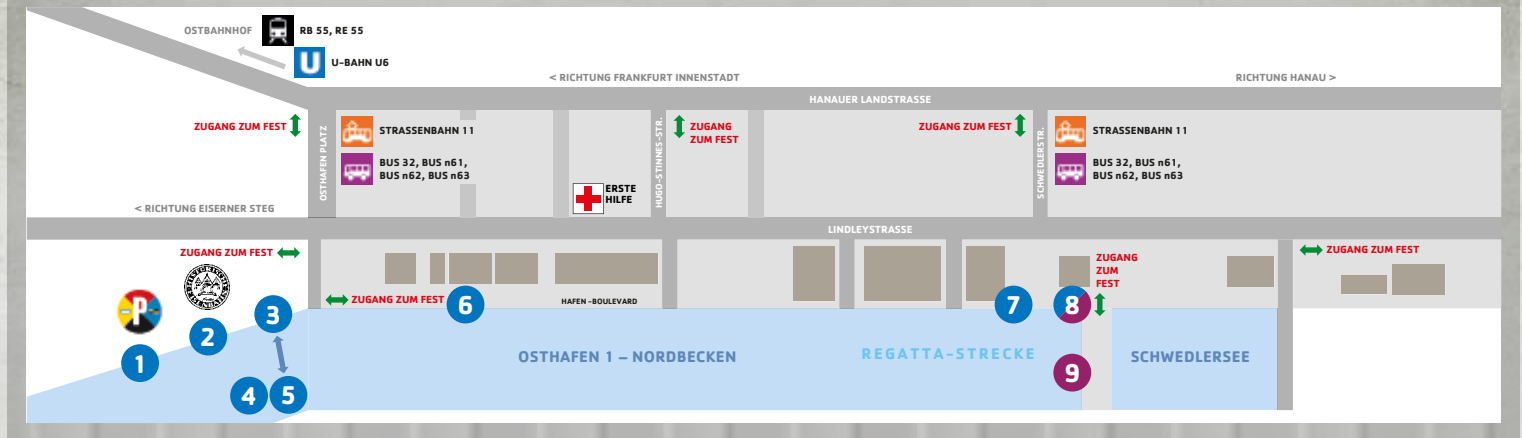 OSTBAHNHOF
RB 55, RE 55
U
U-BAHN U6
< RICHTUNG FRANKFURT INNENSTADT
RICHTUNG HANAU >
HANAUER LANDSTRASSE
ZUGANG ZUM FEST
OSTHAFEN PLATZ
STRASSENBAHN 11
BUS 32, BUS n61,
BUS n62, BUS n63
ERSTE
HILFE
HUGO-STINNES-STR.
ZUGANG
ZUM FEST
ZUGANG ZUM FEST
SCHWEDLERSTR.
STRASSENBAHN 11
BUS 32, BUS n61,
BUS n62, BUS n63
< RICHTUNG EISERNER STEG
LINDLEYSTRASSE
ZUGANG ZUM FEST
ZUGANG
ZUM
FEST
ZUGANG ZUM FEST
ZUGANG ZUM FEST
HAFEN-BOULEVARD
P
1
2
3
4
5
6
7
8
9
OSTHAFEN 1 – NORDBECKEN
REGATTA-STRECKE
SCHWEDLERSEE